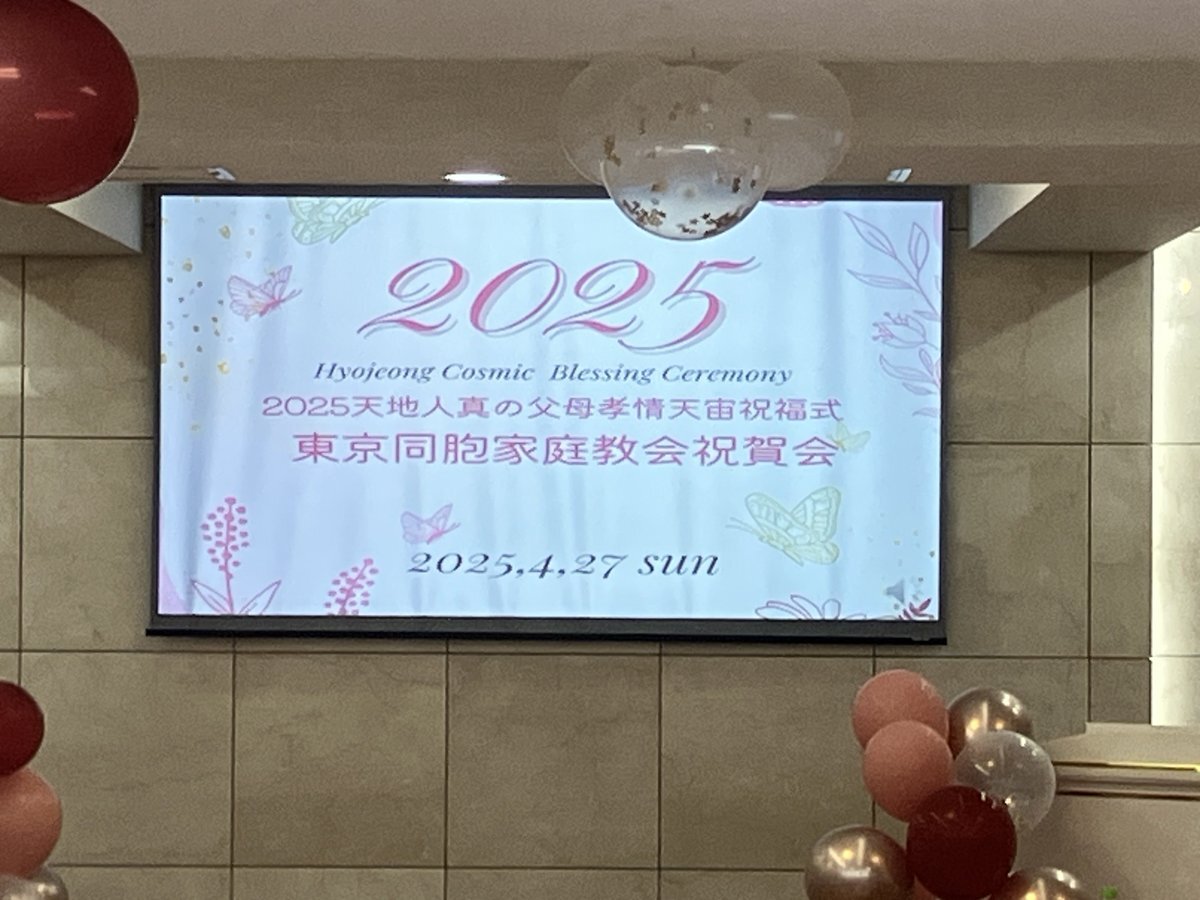 2025
Hyojeong Cosmic Blessing Ceremony
2025天地人真の父母孝情天宙祝福式
東京同胞家庭教会祝賀会
2025,4,27 sun